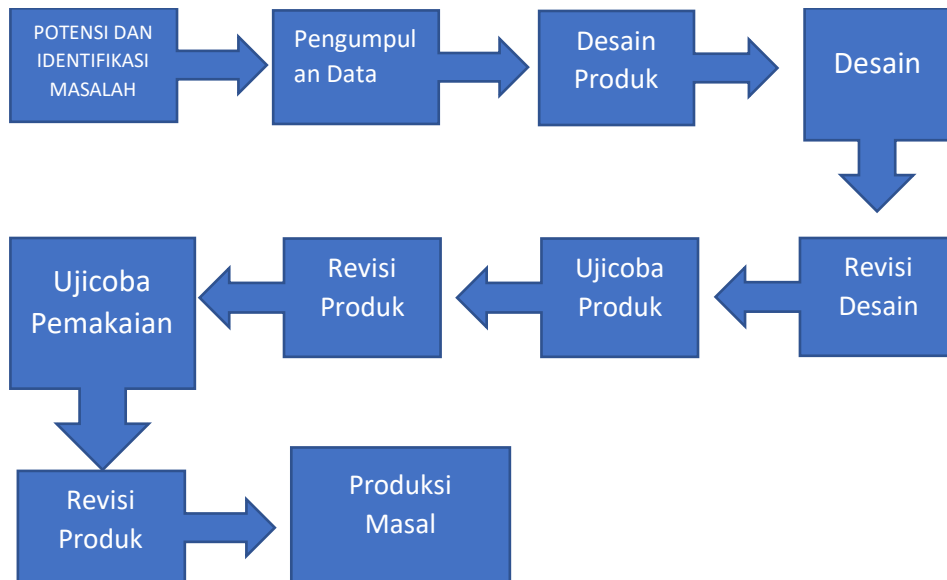 POTENSI DAN
IDENTIFIKASI
MASALAH
Pengumpul
an Data
Desain
Produk
Desain
Revisi
Desain
Ujicoba
Produk
Revisi
Produk
Ujicoba
Pemakaian
Revisi
Produk
Produksi
Masal